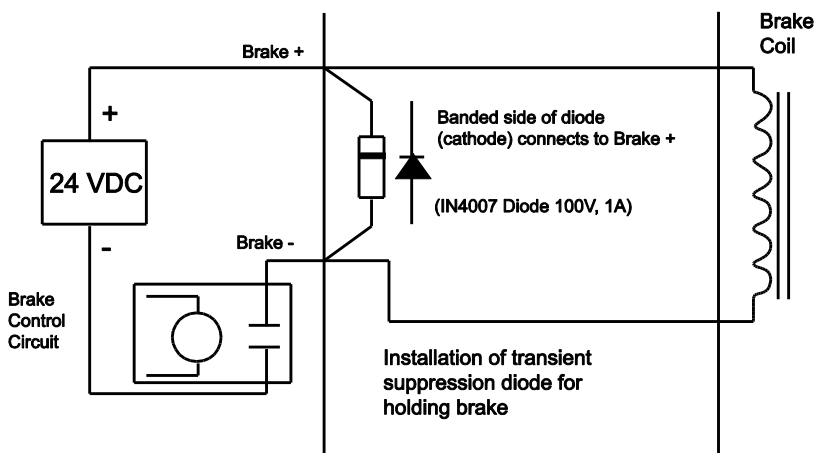 Brake
Coil
Brake +
+
Banded side of diode
(cathode) connects to Brake +
24 VDC
(IN4007 Diode 100V, 1A)
-
Brake -
Brake
Control
Circuit
Installation of transient
suppression diode for
holding brake